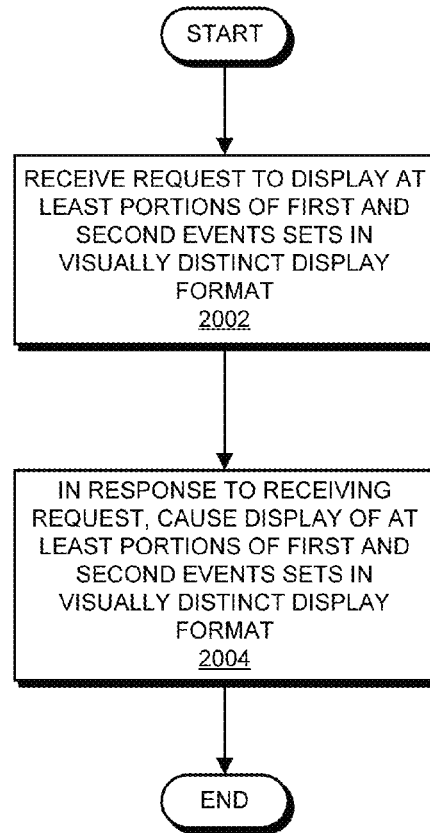 START
RECEIVE REQUEST TO DISPLAY AT
LEAST PORTIONS OF FIRST AND
SECOND EVENTS SETS IN
VISUALLY DISTINCT DISPLAY
FORMAT
2002
IN RESPONSE TO RECEIVING
REQUEST, CAUSE DISPLAY OF AT
LEAST PORTIONS OF FIRST AND
SECOND EVENTS SETS IN
VISUALLY DISTINCT DISPLAY
FORMAT
2004
END